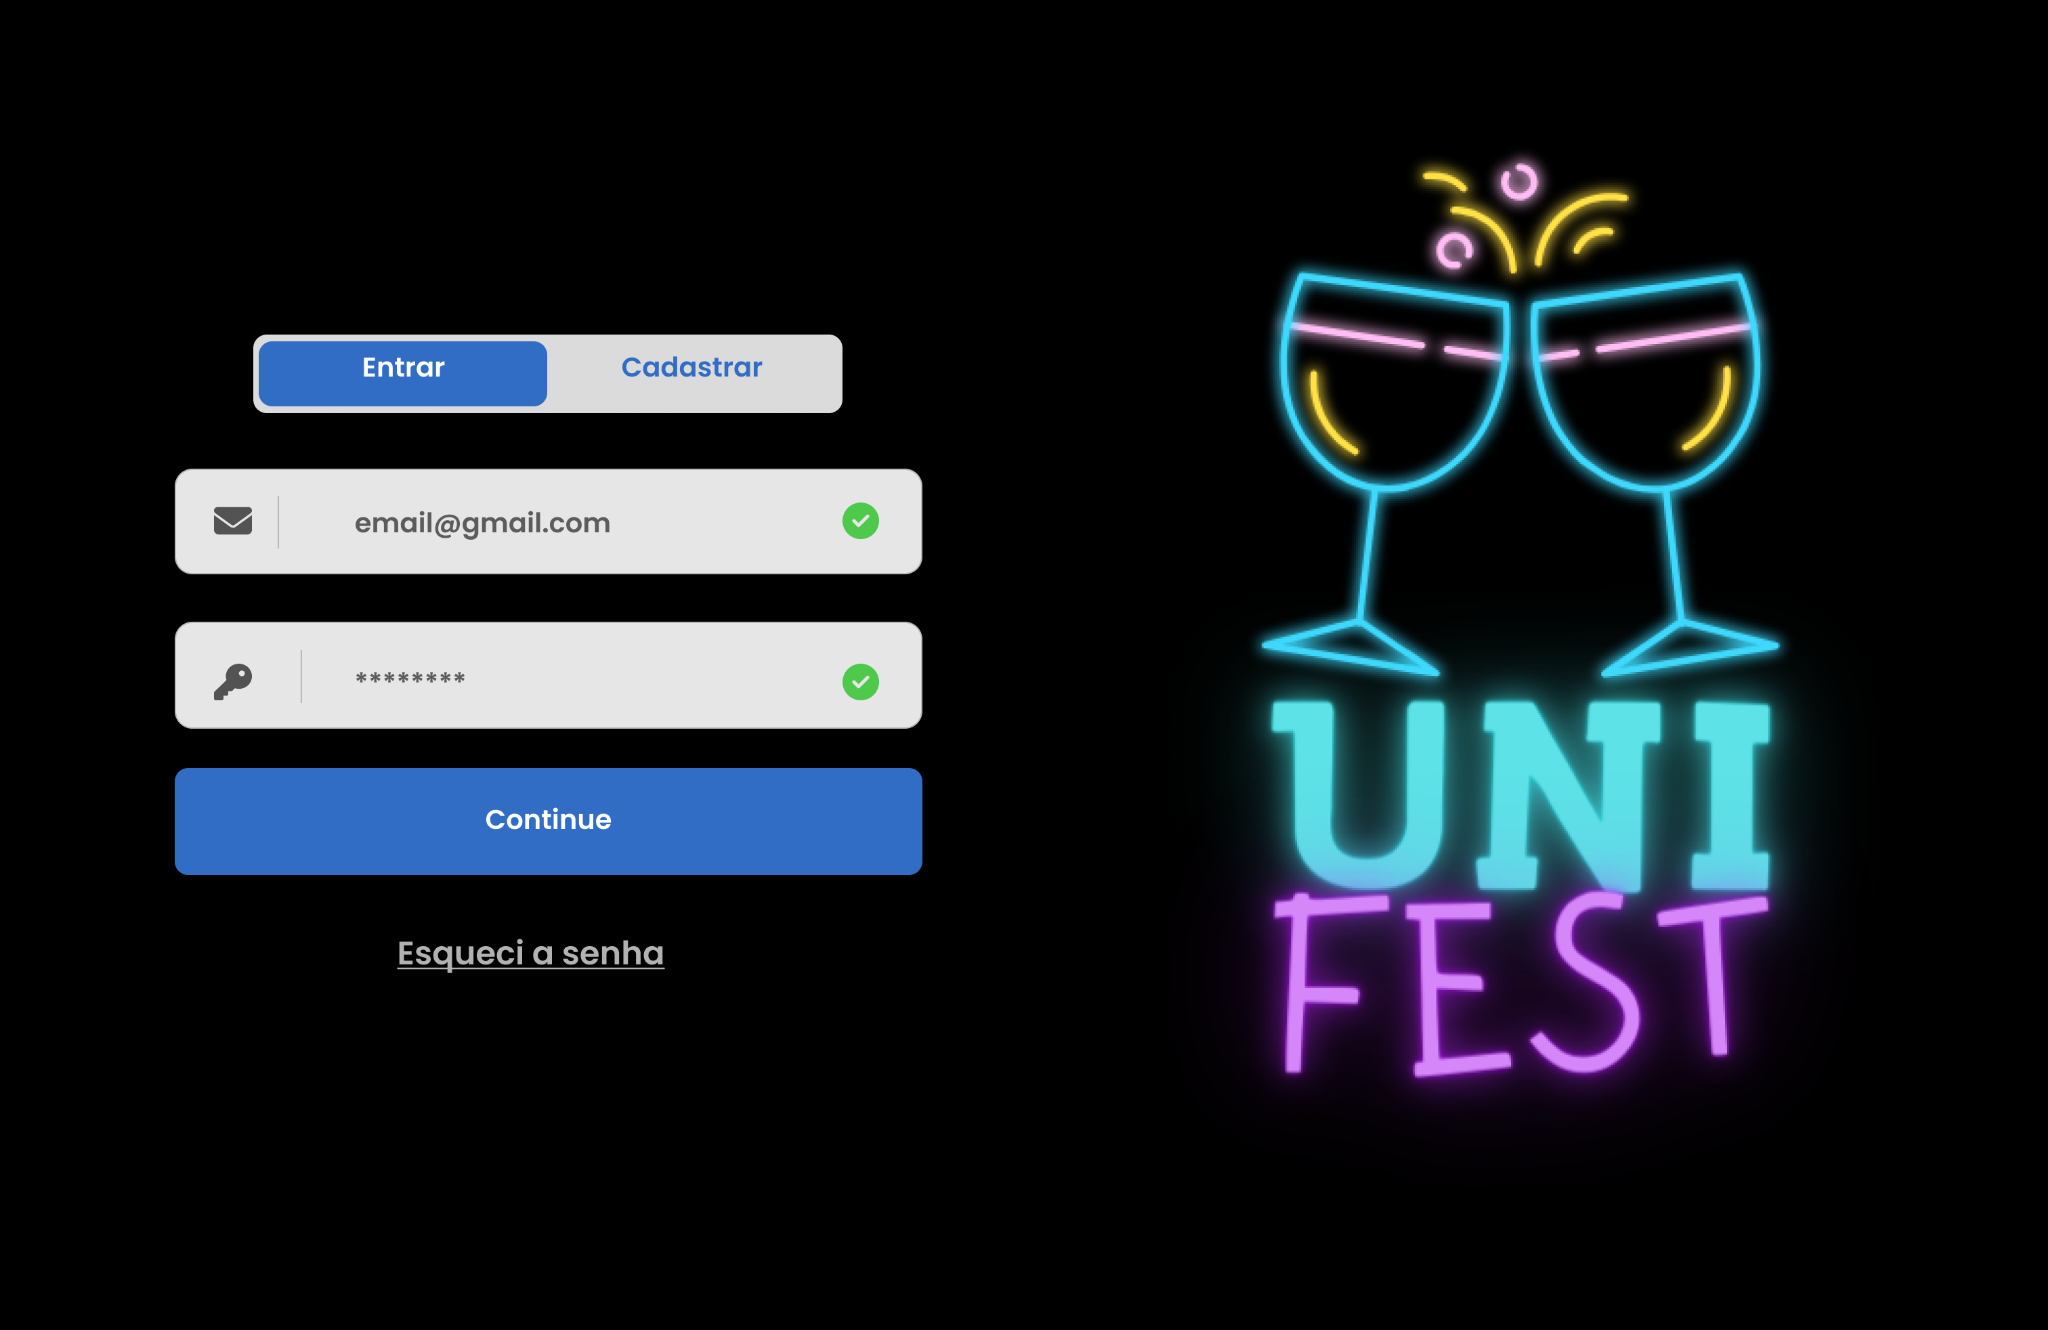 Entrar
Cadastrar
email@gmail.com
********
Continue
Esqueci a senha
UNI
FEST